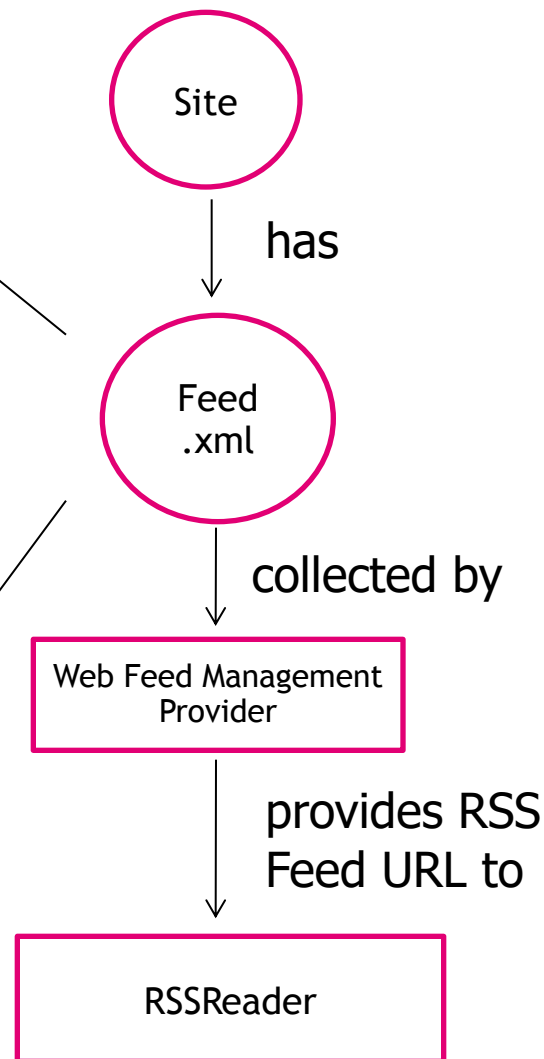 Site
has
Feed
.xml
collected by
Web Feed Management
Provider
provides RSS
Feed URL to
RSSReader